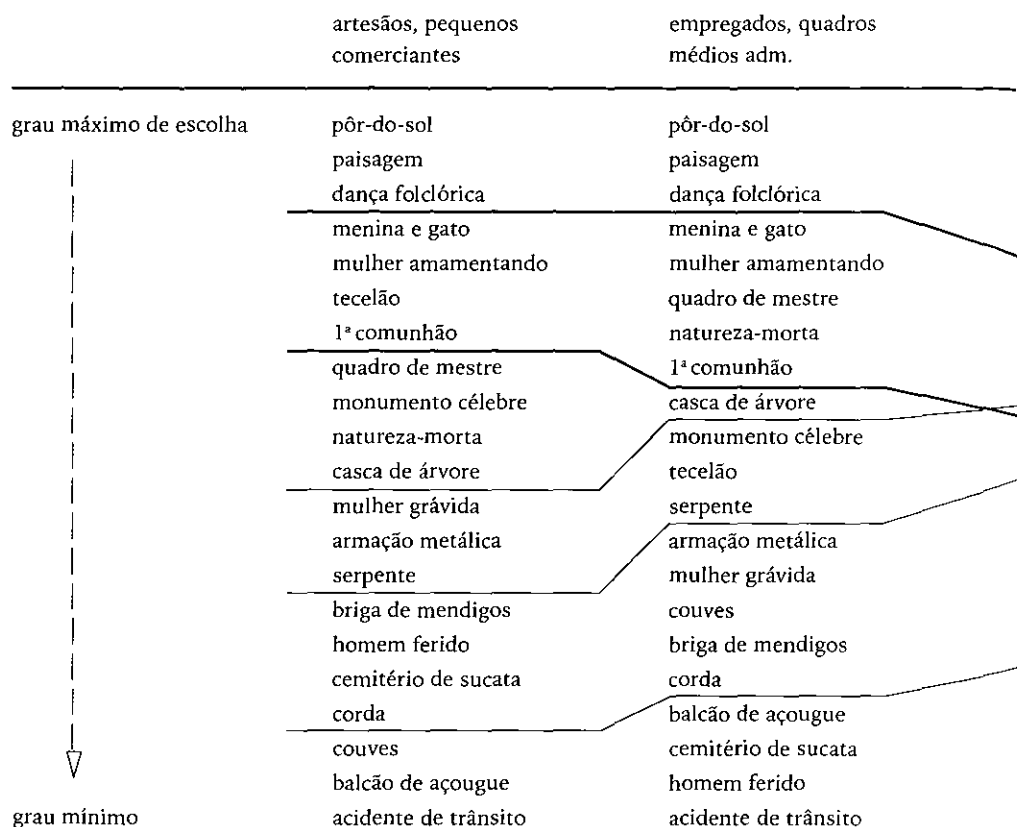 artesãos, pequenos empregados, quadros
comerciantes médios adm.
grau máximo de escolha pôr-do-sol pôr-do-sol
paisagem paisagem
dança folclórica dança folclórica
menina e gato menina e gato
mulher amamentando mulher amamentando
tecelão quadro de mestre
1ª comunhão natureza-morta
quadro de mestre 1ª comunhão
monumento célebre casca de árvore
natureza-morta monumento célebre
casca de árvore tecelão
mulher grávida serpente
armação metálica armação metálica
serpente mulher grávida
briga de mendigos couves
homem ferido briga de mendigos
cemitério de sucata corda
corda balcão de açougue
couves cemitério de sucata
balcão de açougue homem ferido
grau mínimo acidente de trânsito acidente de trânsito